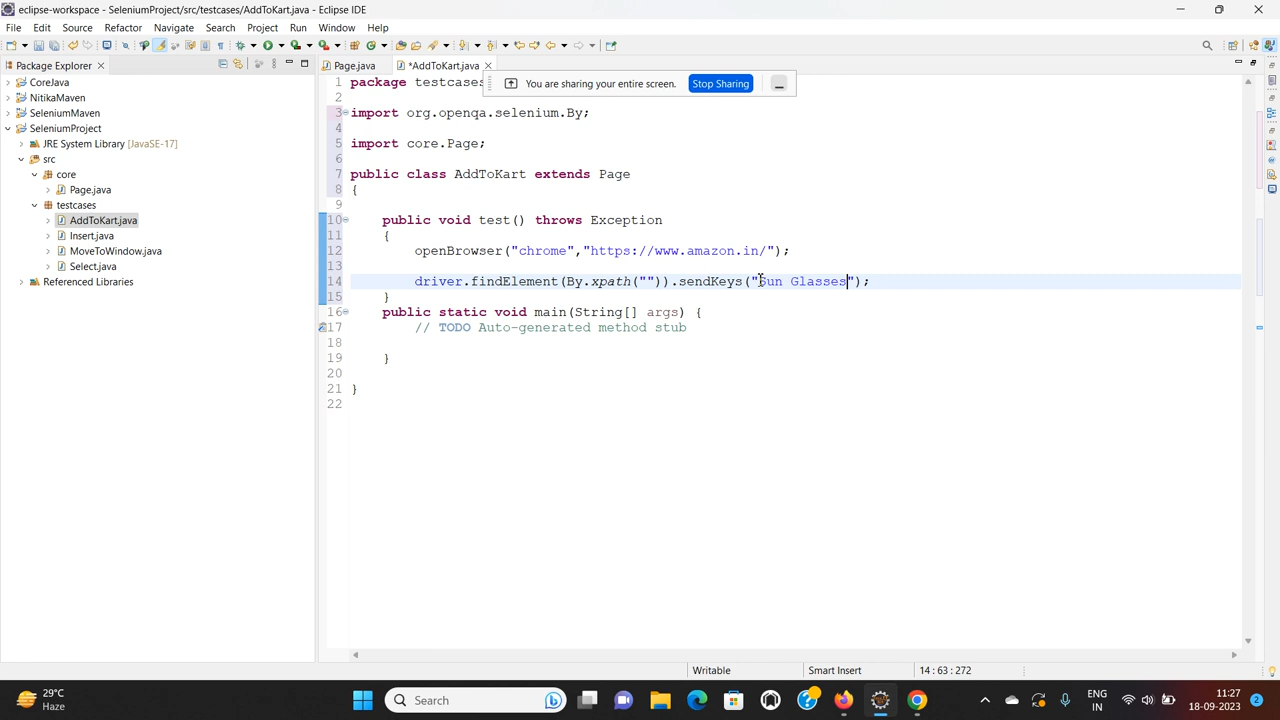 eclipse-workspace - SeleniumProject/src/testcases/AddToKart.java - Eclipse IDE
File Edit Source Refactor Navigate Search Project Run Window Help
Package Explorer
Page.java
*AddToKart.java
You are sharing your entire screen.
Stop Sharing
CoreJava
NitikaMaven
SeleniumMaven
SeleniumProject
JRE System Library [JavaSE-17]
src
core
Page.java
testcases
AddToKart.java
Insert.java
MoveToWindow.java
Select.java
Referenced Libraries
1 package testcases
2
3 import org.openqa.selenium.By;
4
5 import core.Page;
6
7 public class AddToKart extends Page
8 {
9
10 public void test() throws Exception
11 {
12 openBrowser("chrome","https://www.amazon.in/");
13
14 driver.findElement(By.xpath("")).sendKeys("Sun Glasses");
15 }
16 public static void main(String[] args) {
17 // TODO Auto-generated method stub
18
19 }
20
21 }
22
Writable
Smart Insert
14 : 63 : 272
29°C
Haze
Search
ENG
IN
11:27
18-09-2023
2